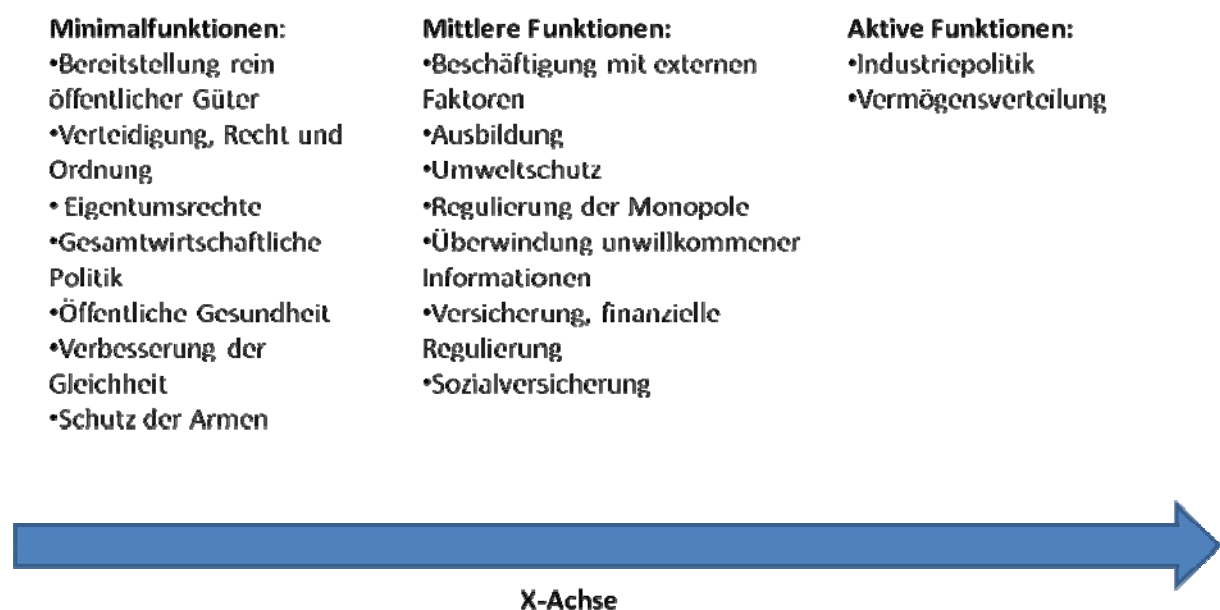 Minimalfunktionen:
•Bereitstellung rein
öffentlicher Güter
•Verteidigung, Recht und
Ordnung
• Eigentumsrechte
•Gesamtwirtschaftliche
Politik
•Öffentliche Gesundheit
•Verbesserung der
Gleichheit
•Schutz der Armen
Mittlere Funktionen:
•Beschäftigung mit externen
Faktoren
•Ausbildung
•Umweltschutz
•Regulierung der Monopole
•Überwindung unwillkommener
Informationen
•Versicherung, finanzielle
Regulierung
•Sozialversicherung
Aktive Funktionen:
•Industriepolitik
•Vermögensverteilung
X-Achse